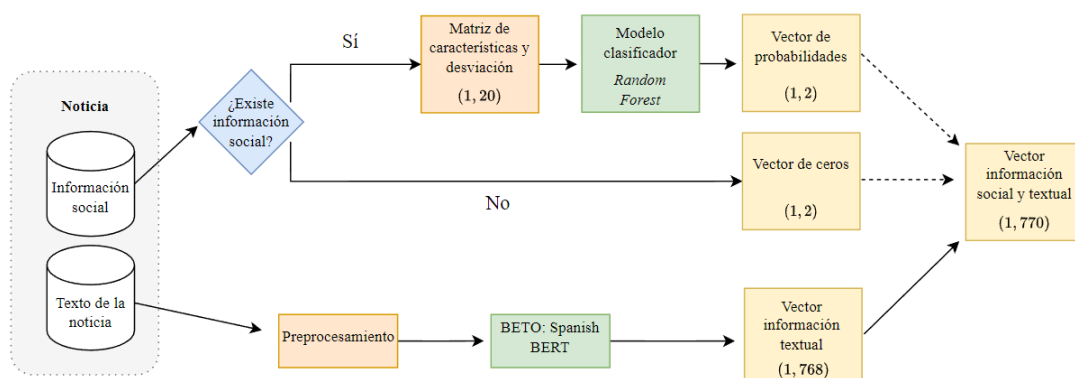 Noticia
Información
social
Texto de la
noticia
¿Existe
información
social?
Sí
No
Matriz de
características y
desviación
(1, 20)
Modelo
clasificador
Random
Forest
Vector de
probabilidades
(1, 2)
Vector de ceros
(1, 2)
Preprocesamiento
BETO: Spanish
BERT
Vector
información
textual
(1, 768)
Vector
información
social y textual
(1, 770)